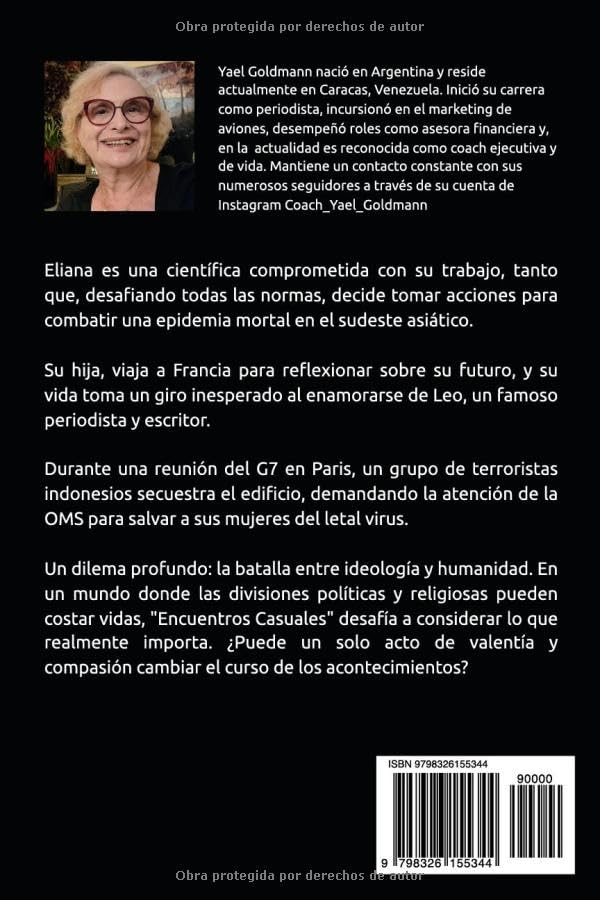 Obra protegida por derechos de autor
Yael Goldmann nació en Argentina y reside
actualmente en Caracas, Venezuela. Inició su carrera
como periodista, incursionó en el marketing de
aviones, desempeñó roles como asesora financiera y,
en la actualidad es reconocida como coach ejecutiva y
de vida. Mantiene un contacto constante con sus
numerosos seguidores a través de su cuenta de
Instagram Coach_Yael_Goldmann
Eliana es una científica comprometida con su trabajo, tanto
que, desafiando todas las normas, decide tomar acciones para
combatir una epidemia mortal en el sudeste asiático.
Su hija, viaja a Francia para reflexionar sobre su futuro, y su
vida toma un giro inesperado al enamorarse de Leo, un famoso
periodista y escritor.
Durante una reunión del G7 en Paris, un grupo de terroristas
indonesios secuestra el edificio, demandando la atención de la
OMS para salvar a sus mujeres del letal virus.
Un dilema profundo: la batalla entre ideología y humanidad. En
un mundo donde las divisiones políticas y religiosas pueden
costar vidas, "Encuentros Casuales" desafía a considerar lo que
realmente importa. ¿Puede un solo acto de valentía y
compasión cambiar el curso de los acontecimientos?
ISBN 9798326155344
90000
9 798326 155344
Obra protegida por derechos de autor